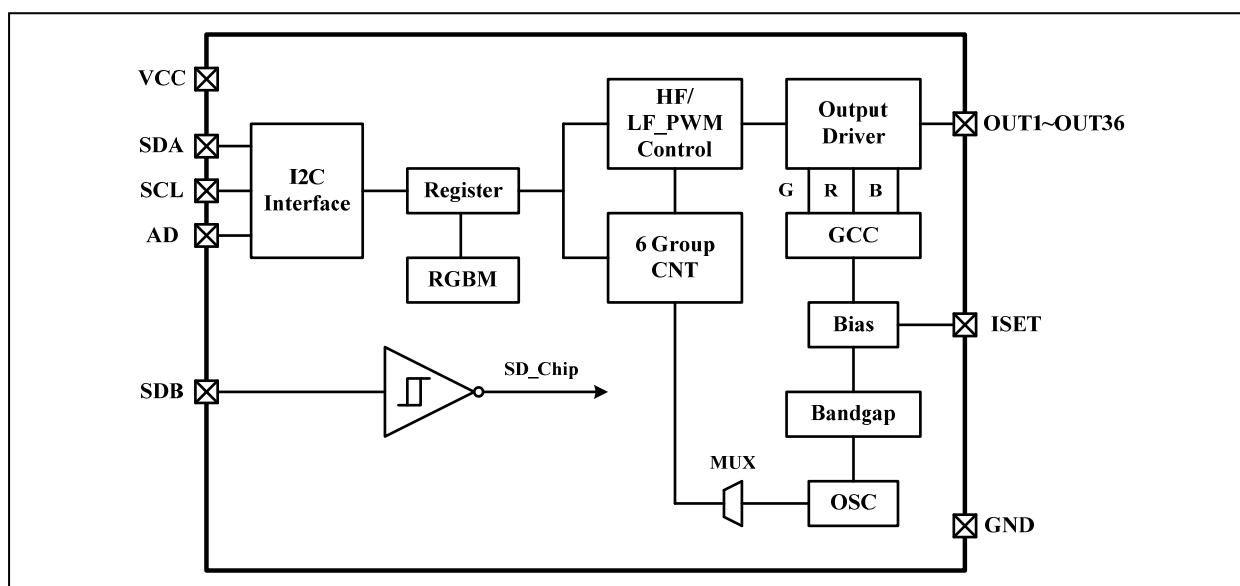 VCC
SDA
SCL
AD
SDB
I2C
Interface
Register
RGBM
SD_Chip
HF/
LF_PWM
Control
6 Group
CNT
Output
Driver
G R B
GCC
Bias
Bandgap
MUX
OSC
OUT1~OUT36
ISET
GND